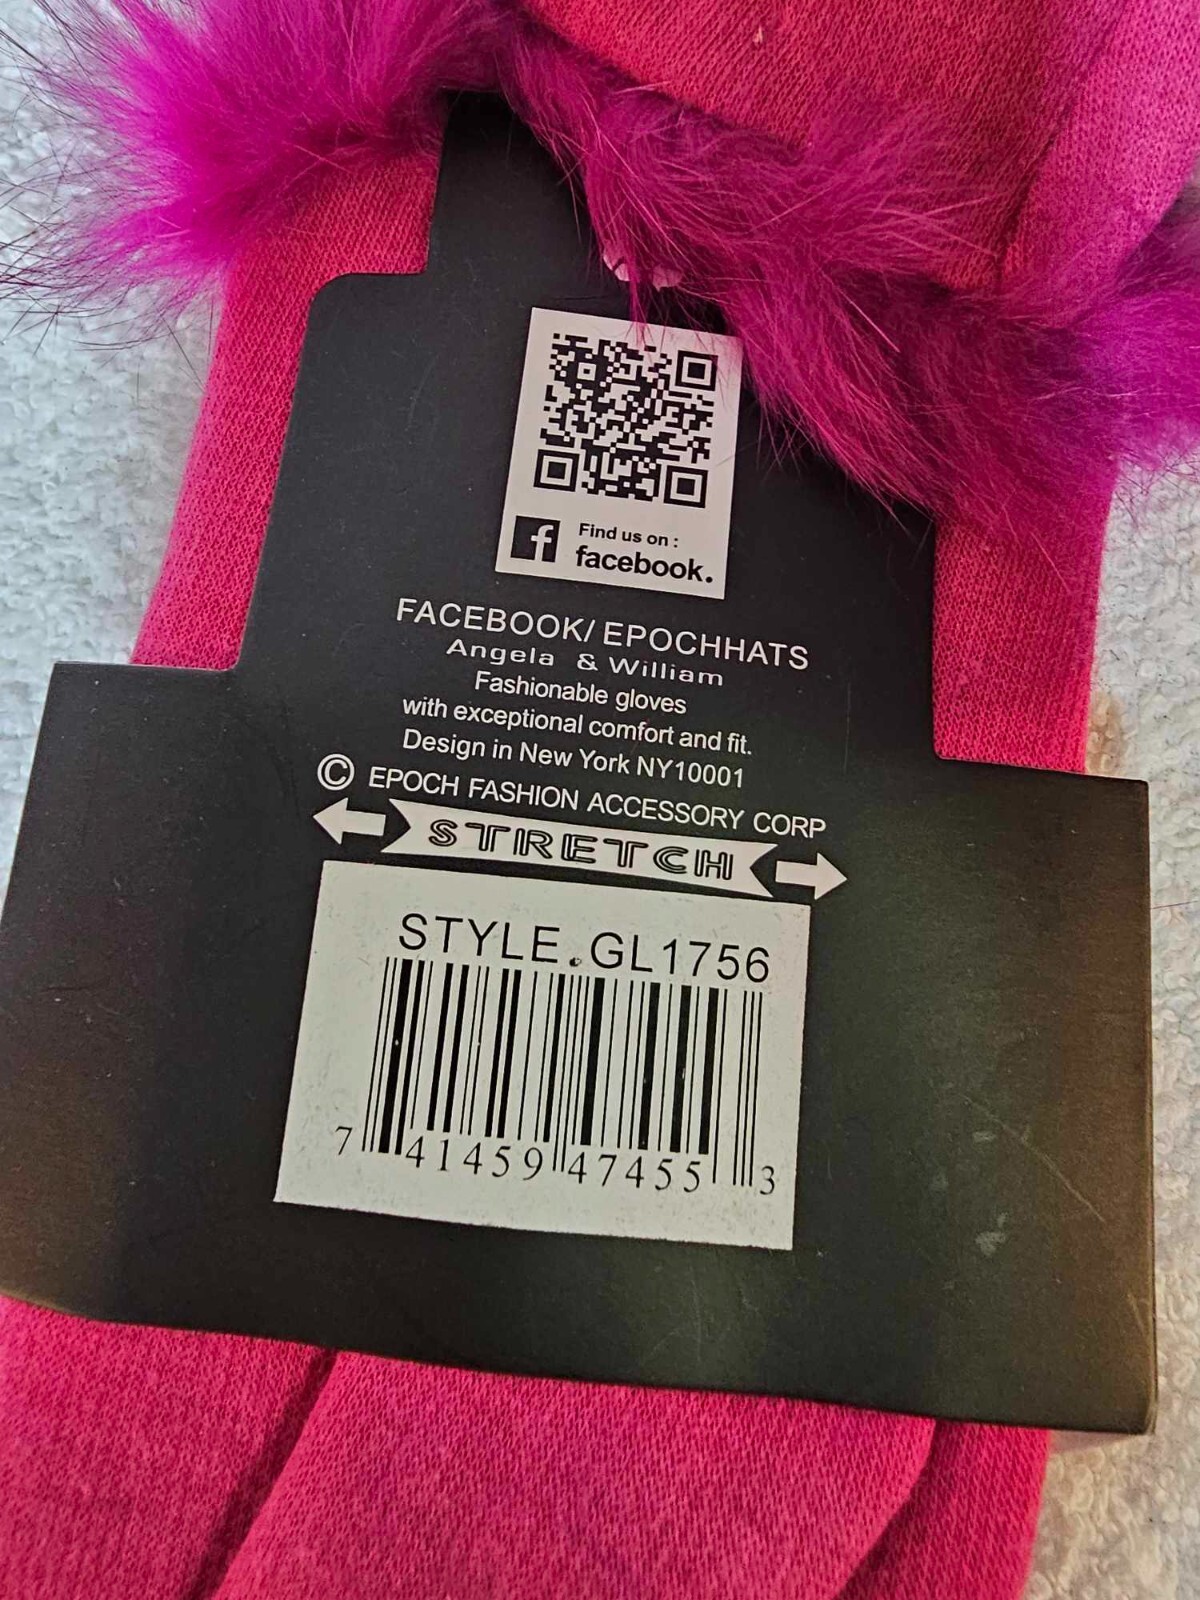 f Find us on :
facebook.
FACEBOOK/ EPOCHHATS
Angela & William
Fashionable gloves
with exceptional comfort and fit.
Design in New York NY10001
© EPOCH FASHION ACCESSORY CORP
STRETCH
STYLE.GL1756
7 41459 47455 3